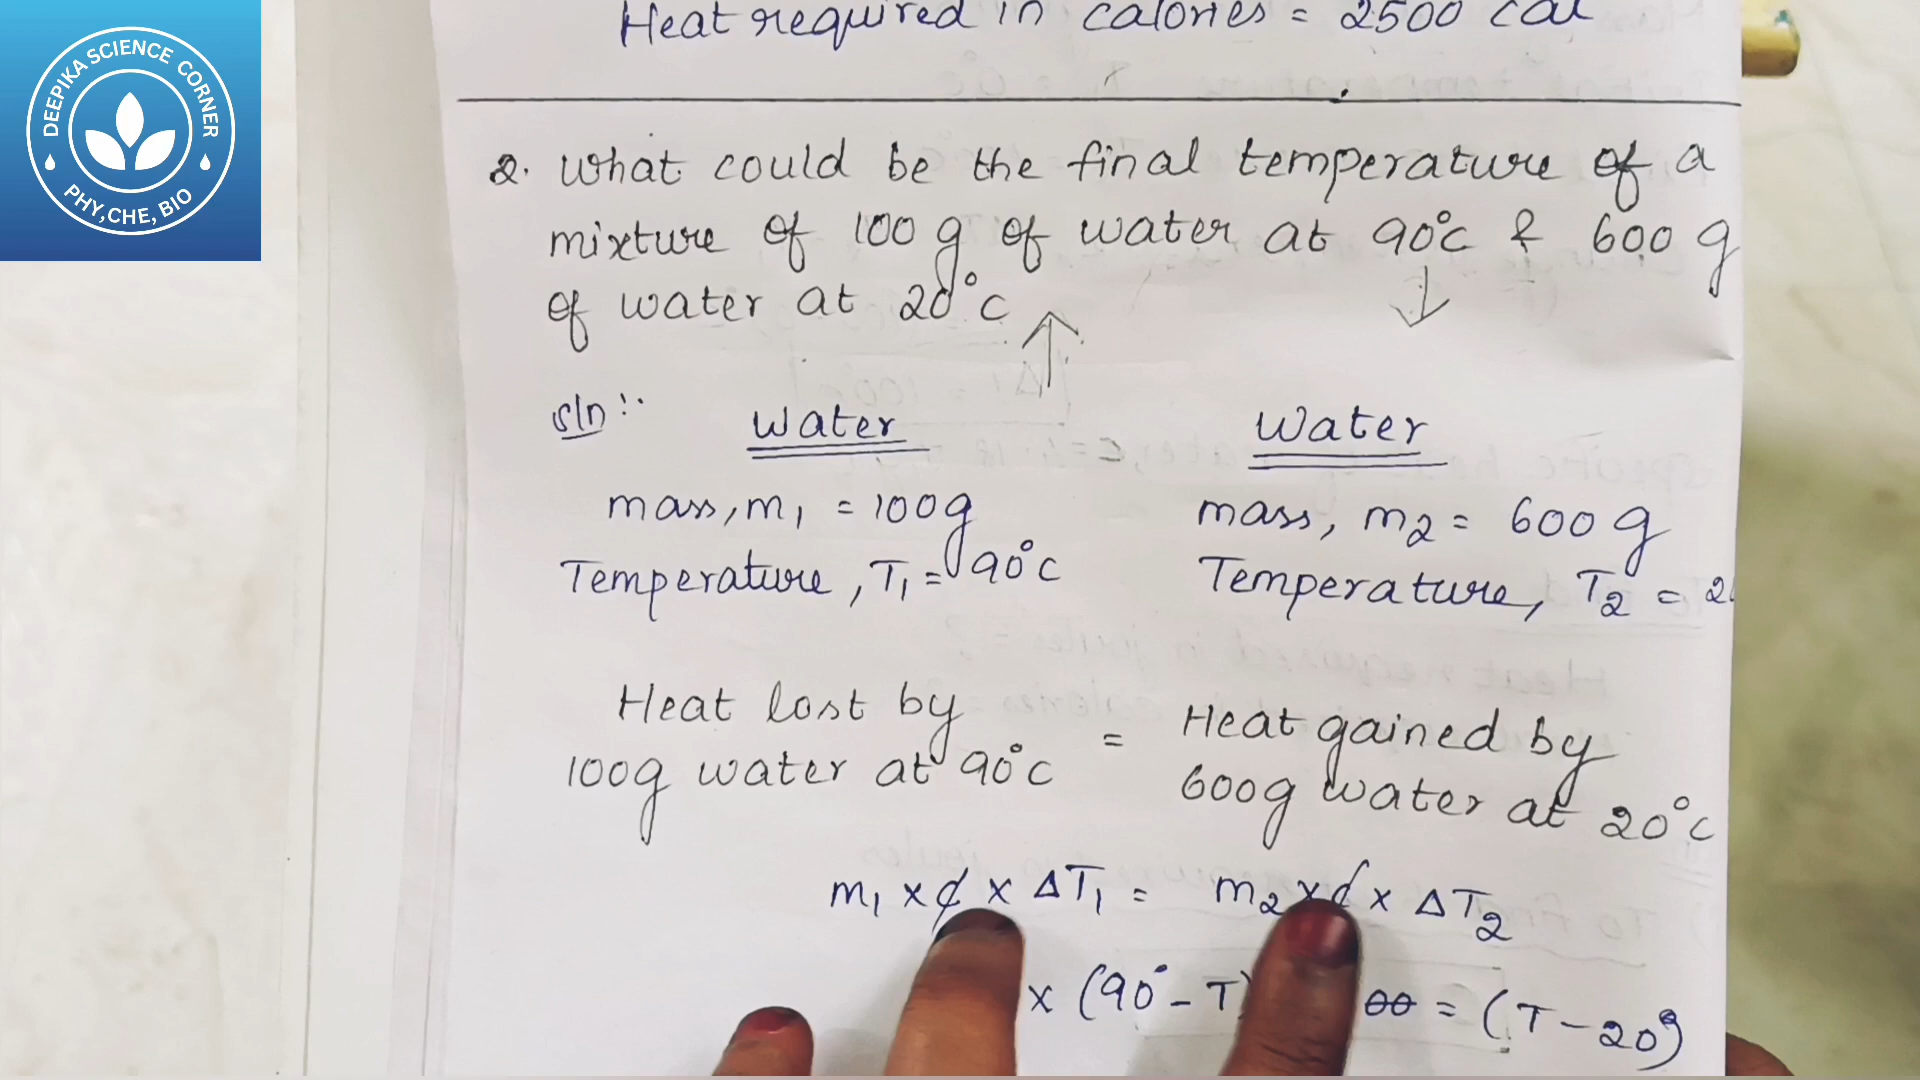 DEEPIKA SCIENCE CORNER
PHY,CHE, BIO
Heat required in calories = 2500 cal
2. What could be the final temperature of a
mixture of 100 g of water at 90°c & 600 g
of water at 20°c
Sln :·
Water
Water
mass, m1 = 100g
mass, m2 = 600 g
Temperature, T1 = 90°c
Temperature, T2 = 2
Heat lost by
100g water at 90°c
=
Heat gained by
600g water at 20°c
m1 x c x ΔT1 = m2 x c x ΔT2
x (90° - T) 00 = (T - 20°)